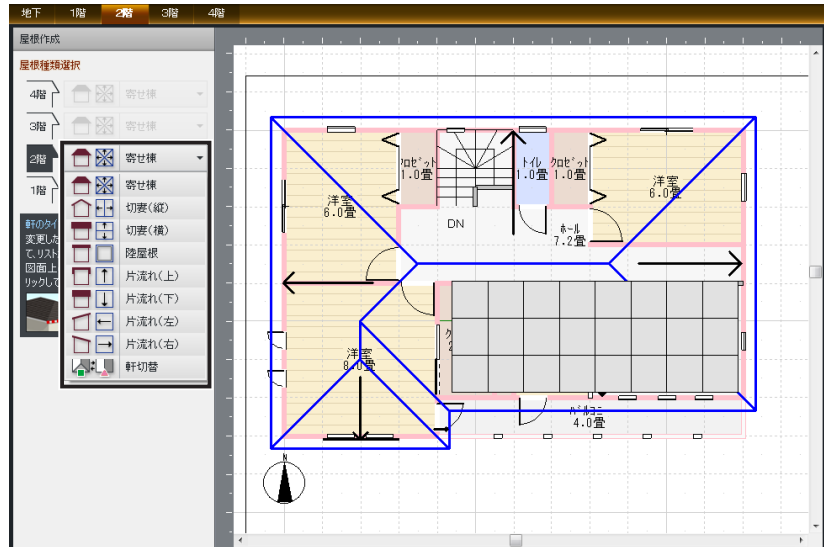 地下 1階 2階 3階 4階
屋根作成
屋根種類選択
4階 寄せ棟
3階 寄せ棟
2階 寄せ棟
寄せ棟
1階
切妻(縦)
切妻(横)
陸屋根
片流れ(上)
片流れ(下)
片流れ(左)
片流れ(右)
軒切替
軒のタイ
変更した
て、リスト
図面上
リックして
クロゼット
1.0畳
トイレ
1.0畳
クロゼット
1.0畳
洋室
6.0畳
洋室
6.0畳
DN
ホール
7.2畳
洋室
8.0畳
バルコニ
4.0畳
N